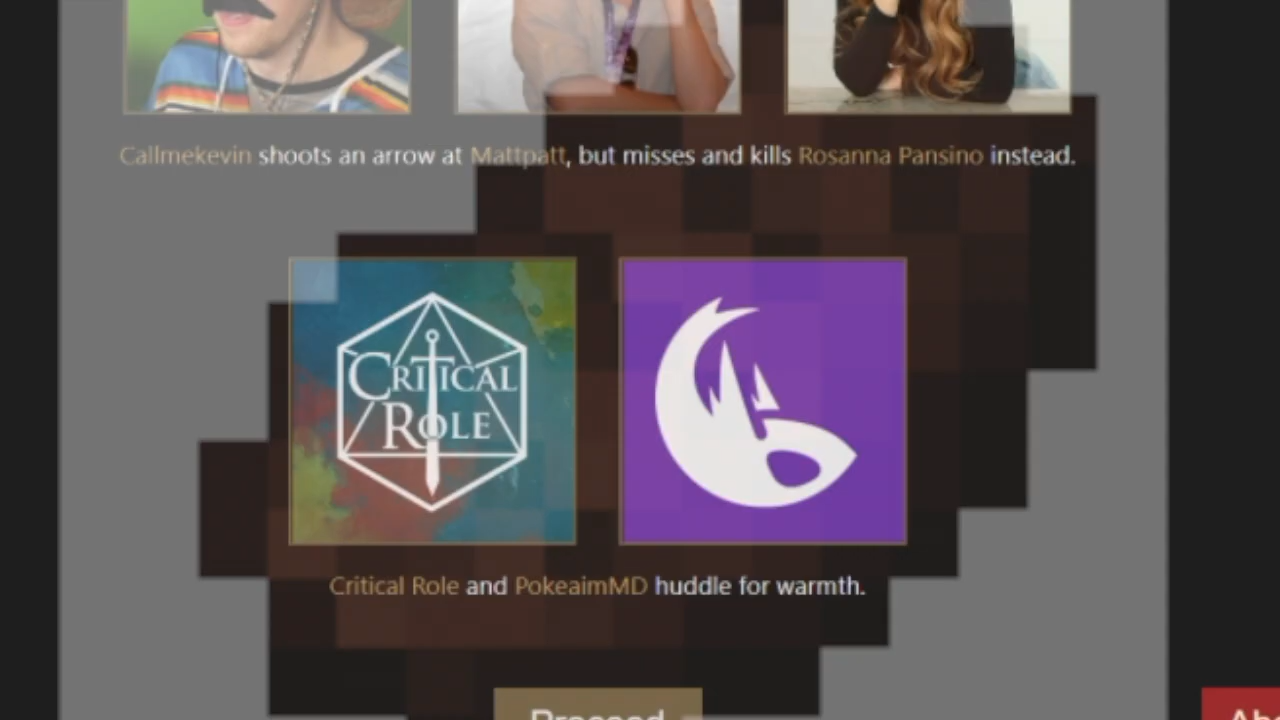 Callmekevin shoots an arrow at Mattpatt, but misses and kills Rosanna Pansino instead.
CRITICAL
ROLE
Critical Role and PokeaimMD huddle for warmth.
Proceed